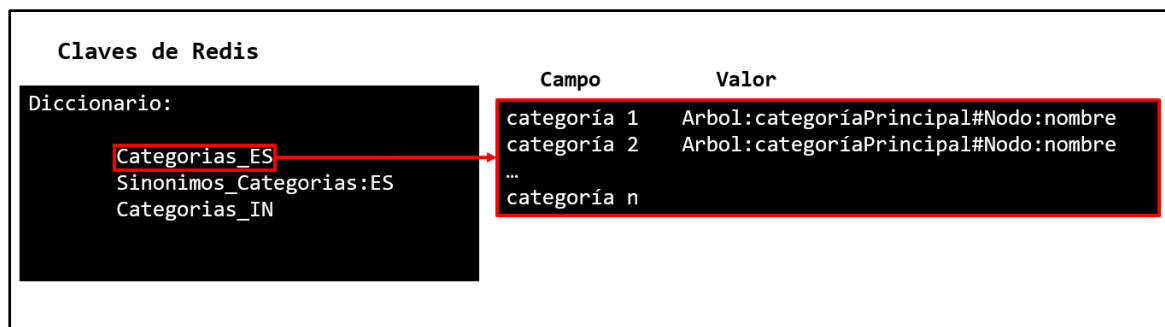 Claves de Redis
Campo Valor
Diccionario:
categoría 1 Arbol:categoríaPrincipal#Nodo:nombre
categoría 2 Arbol:categoríaPrincipal#Nodo:nombre
Categorias_ES
…
Sinonimos_Categorias:ES
categoría n
Categorias_IN